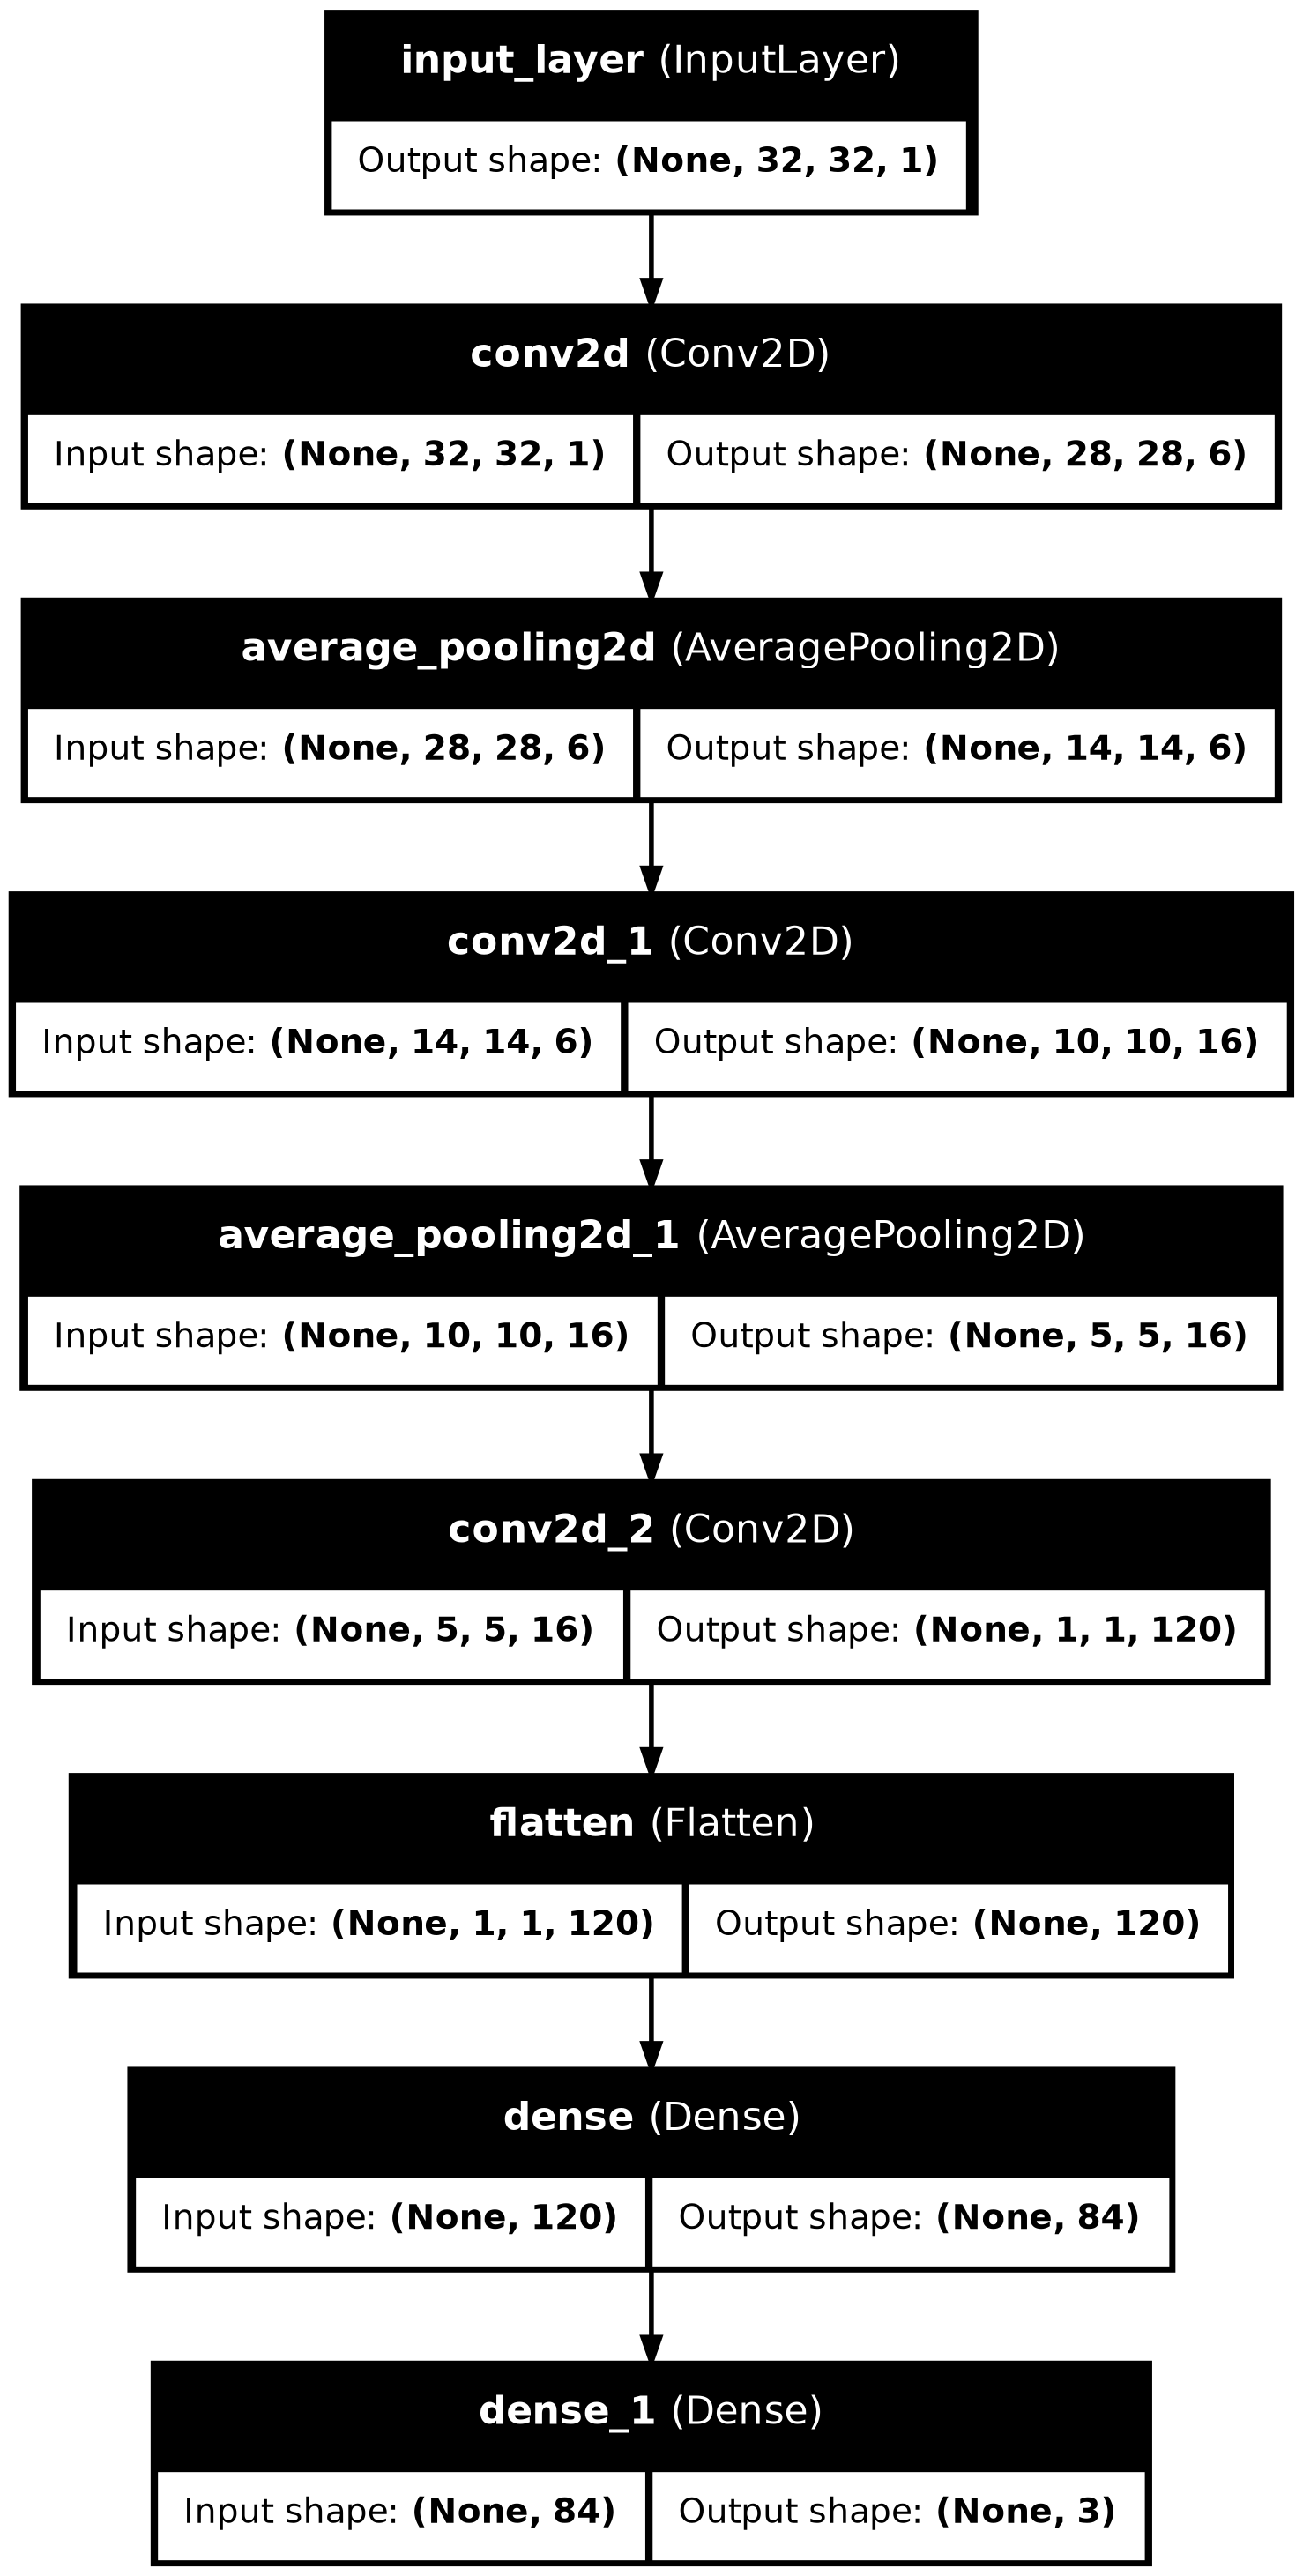 input_layer (InputLayer)
Output shape: (None, 32, 32, 1)
conv2d (Conv2D)
Input shape: (None, 32, 32, 1) Output shape: (None, 28, 28, 6)
average_pooling2d (AveragePooling2D)
Input shape: (None, 28, 28, 6) Output shape: (None, 14, 14, 6)
conv2d_1 (Conv2D)
Input shape: (None, 14, 14, 6) Output shape: (None, 10, 10, 16)
average_pooling2d_1 (AveragePooling2D)
Input shape: (None, 10, 10, 16) Output shape: (None, 5, 5, 16)
conv2d_2 (Conv2D)
Input shape: (None, 5, 5, 16) Output shape: (None, 1, 1, 120)
flatten (Flatten)
Input shape: (None, 1, 1, 120) Output shape: (None, 120)
dense (Dense)
Input shape: (None, 120) Output shape: (None, 84)
dense_1 (Dense)
Input shape: (None, 84) Output shape: (None, 3)